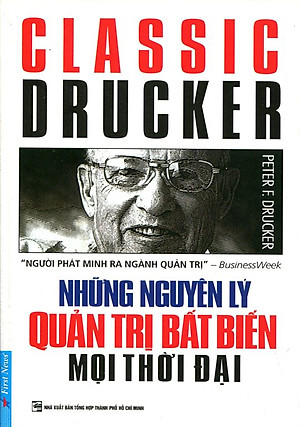 CLASSIC
DRUCKER
PETER F. DRUCKER
“NGƯỜI PHÁT MINH RA NGÀNH QUẢN TRỊ” – BusinessWeek
NHỮNG NGUYÊN LÝ
QUẢN TRỊ BẤT BIẾN
MỌI THỜI ĐẠI
First News
NHÀ XUẤT BẢN TỔNG HỢP THÀNH PHỐ HỒ CHÍ MINH